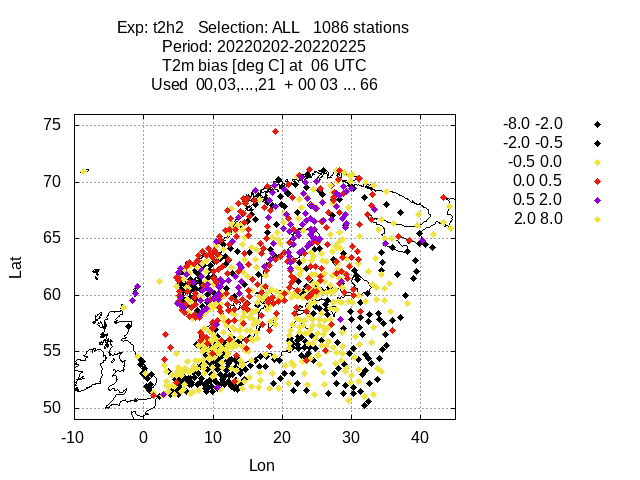 Exp: t2h2 Selection: ALL 1086 stations
Period: 20220202-20220225
T2m bias [deg C] at 06 UTC
Used 00,03,...,21 + 00 03 ... 66
-8.0 -2.0
-2.0 -0.5
-0.5 0.0
0.0 0.5
0.5 2.0
2.0 8.0
75
70
65
60
55
50
Lat
-10 0 10 20 30 40
Lon